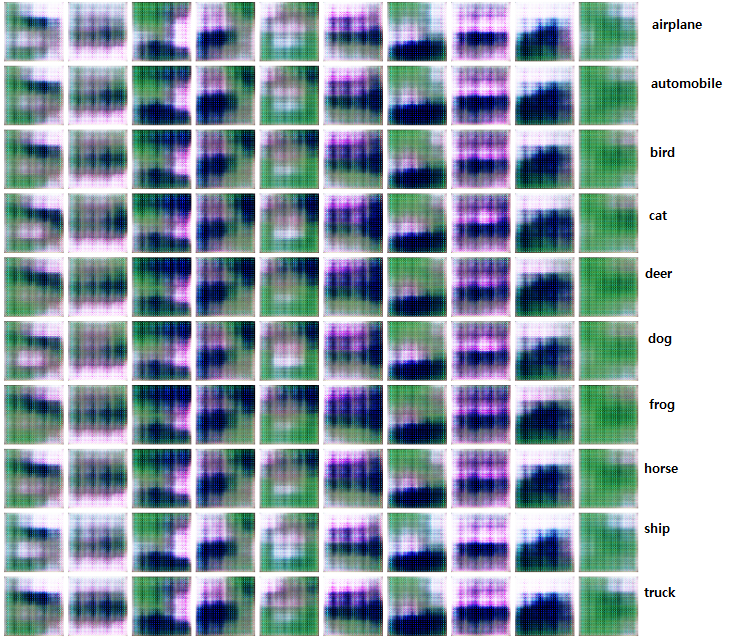 airplane
automobile
bird
cat
deer
dog
frog
horse
ship
truck